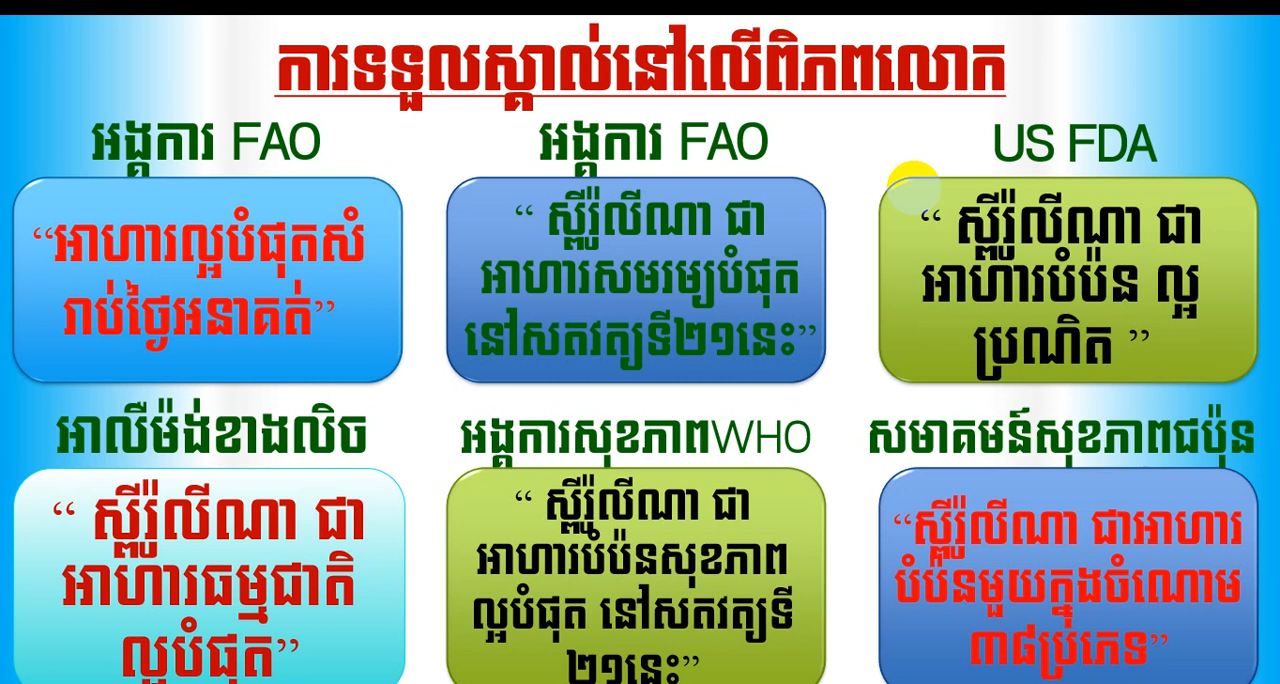 ការទទួលស្គាល់នៅលើពិភពលោក
អង្គការ FAO
“អាហារល្អបំផុតសំ
រាប់ថ្ងៃអនាគត់”
អង្គការ FAO
“ ស្ពីរ៉ូលីណា ជា
អាហារសមរម្យបំផុត
នៅសតវត្យទី២១នេះ”
US FDA
“ ស្ពីរ៉ូលីណា ជា
អាហារបំប៉ន ល្អ
ប្រណិត ”
អាលឺម៉ង់ខាងលិច
“ ស្ពីរ៉ូលីណា ជា
អាហារធម្មជាតិ
ល្អបំផុត”
អង្គការសុខភាពWHO
“ ស្ពីរ៉ូលីណា ជា
អាហារបំប៉នសុខភាព
ល្អបំផុត នៅសតវត្យទី
២១នេះ”
សមាគមន៍សុខភាពជប៉ុន
“ស្ពីរ៉ូលីណា ជាអាហារ
បំប៉នមួយក្នុងចំណោម
៣៨ប្រភេទ”